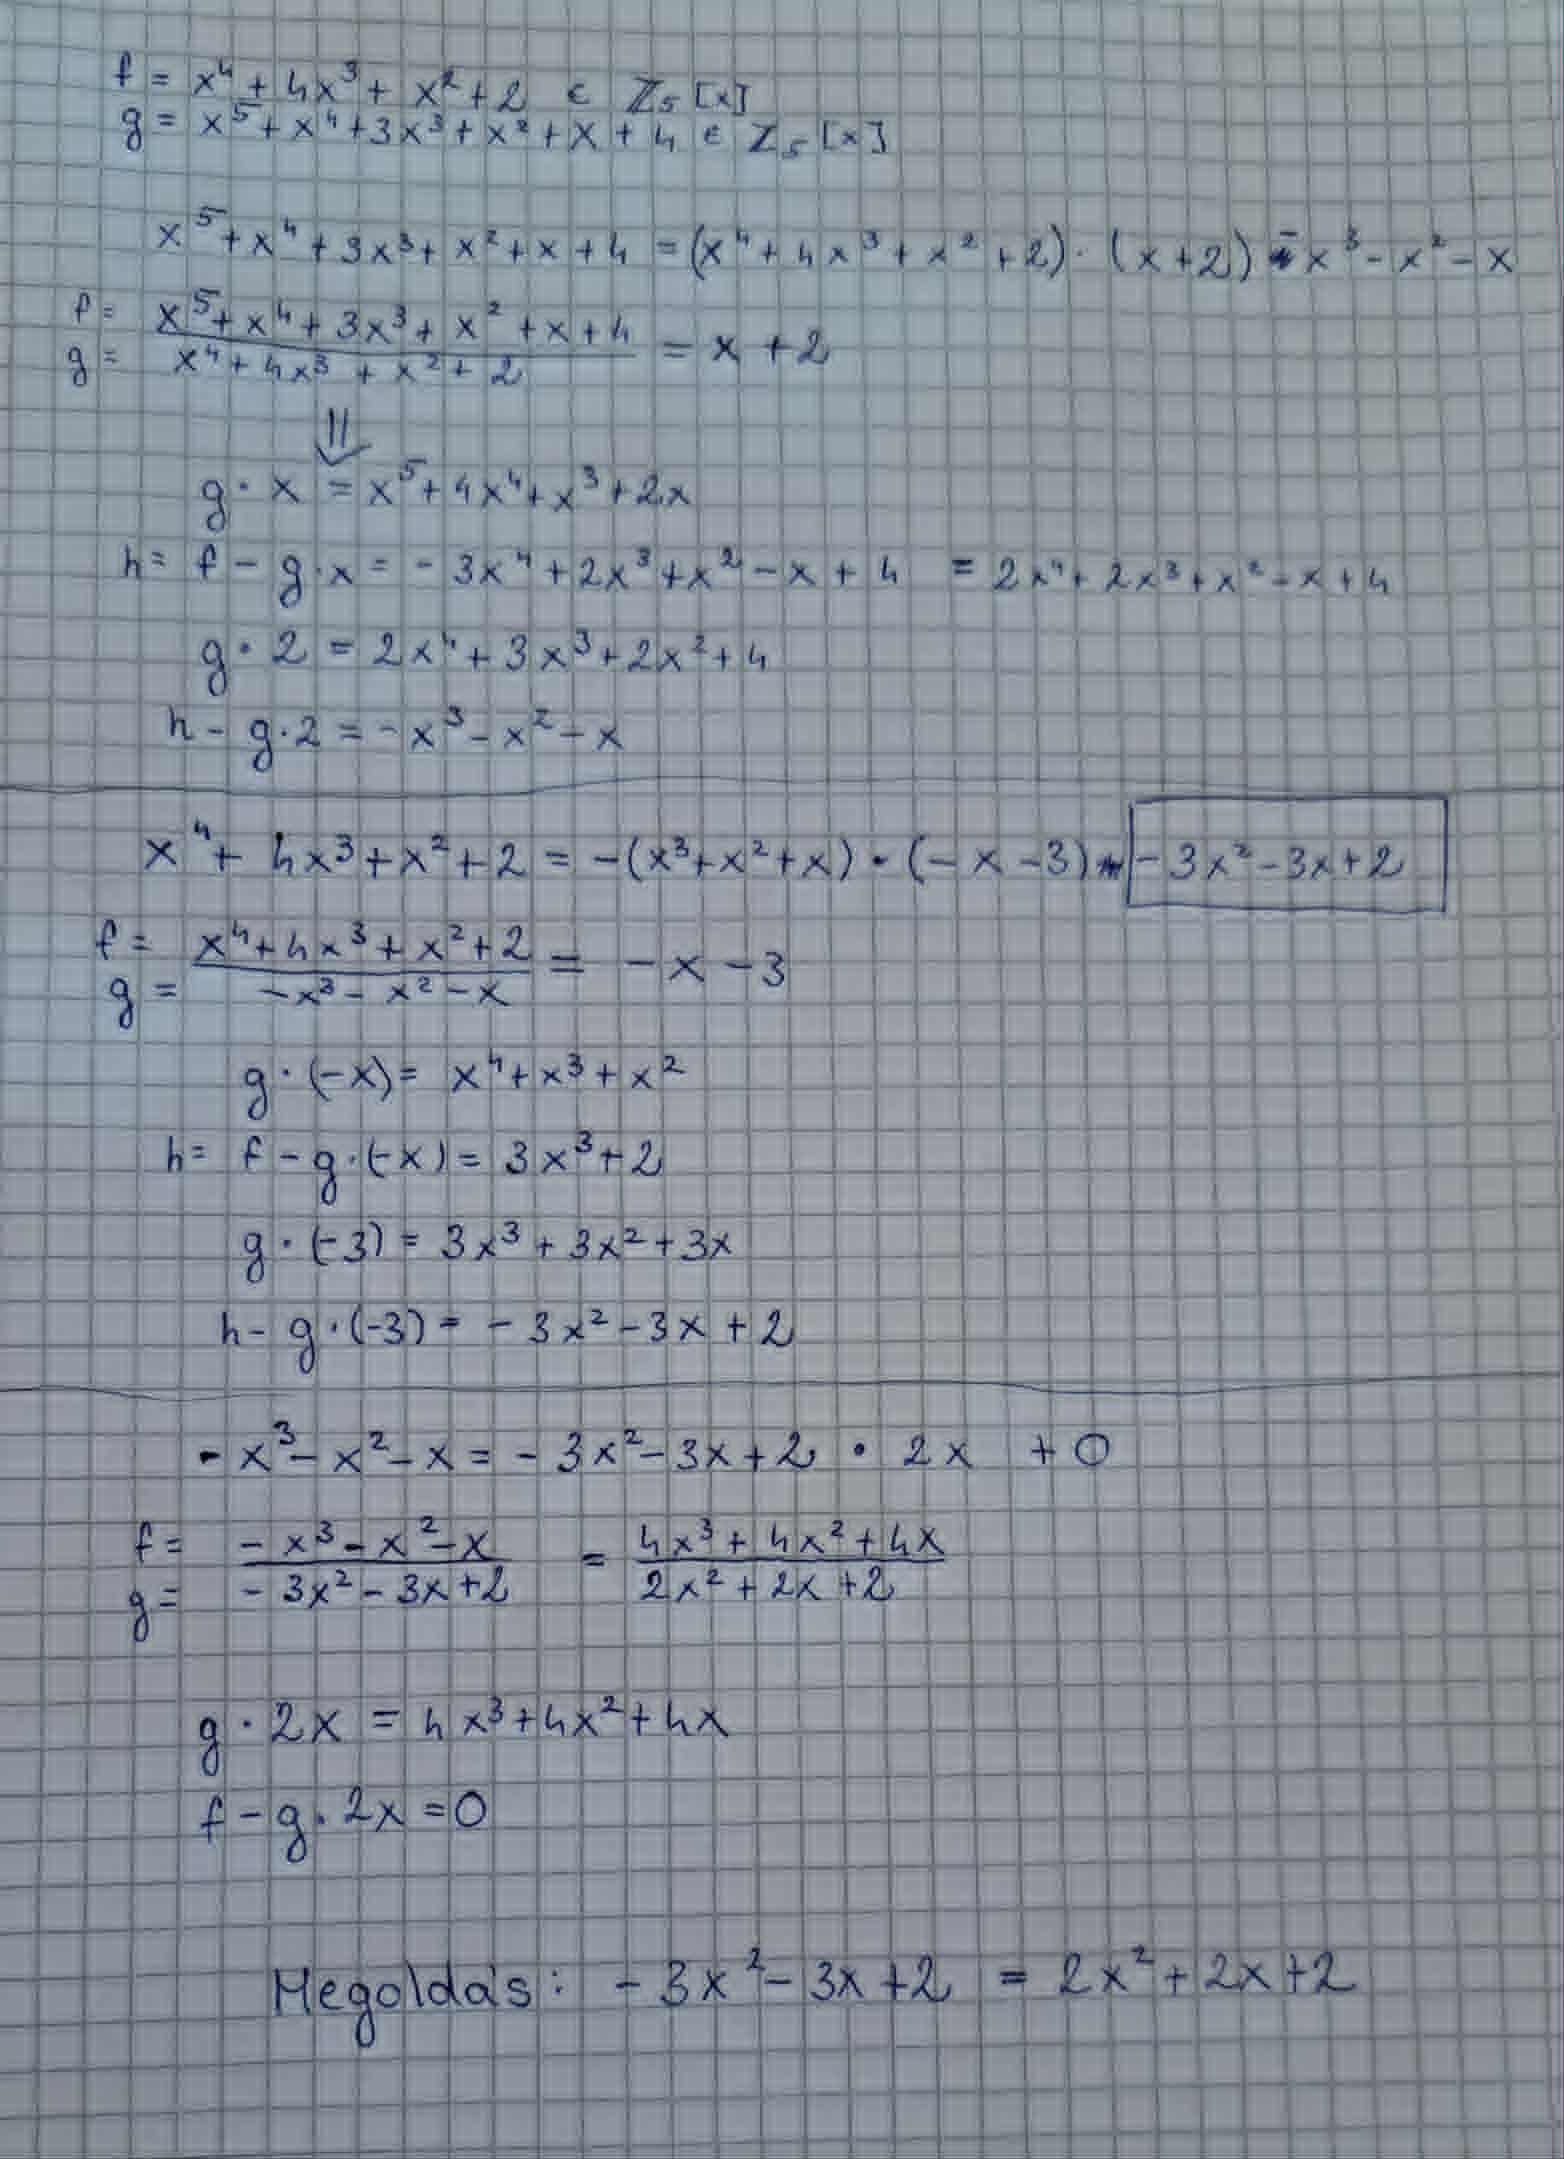 f = x⁴ + 4x³ + x² + 2 ∈ ℤ₅[x]
g = x⁵ + x⁴ + 3x³ + x² + x + 4 ∈ ℤ₅[x]
x⁵ + x⁴ + 3x³ + x² + x + 4 = (x⁴ + 4x³ + x² + 2) · (x + 2) - x³ - x² - x
f = x⁵ + x⁴ + 3x³ + x² + x + 4 = x + 2
g = x⁴ + 4x³ + x² + 2
⇓
g · x = x⁵ + 4x⁴ + x³ + 2x
h = f - g · x = - 3x⁴ + 2x³ + x² - x + 4 = 2x⁴ + 2x³ + x² - x + 4
g · 2 = 2x⁴ + 3x³ + 2x² + 4
h - g · 2 = - x³ - x² - x
x⁴ + 4x³ + x² + 2 = -(x³ + x² + x) · (- x - 3) - 3x² - 3x + 2
f = x⁴ + 4x³ + x² + 2 = - x - 3
g = - x³ - x² - x
g · (-x) = x⁴ + x³ + x²
h = f - g · (-x) = 3x³ + 2
g · (-3) = 3x³ + 3x² + 3x
h - g · (-3) = - 3x² - 3x + 2
- x³ - x² - x = - 3x² - 3x + 2 · 2x + 0
f = - x³ - x² - x = 4x³ + 4x² + 4x
g = - 3x² - 3x + 2 2x² + 2x + 2
g · 2x = 4x³ + 4x² + 4x
f - g · 2x = 0
Megoldás: - 3x² - 3x + 2 = 2x² + 2x + 2